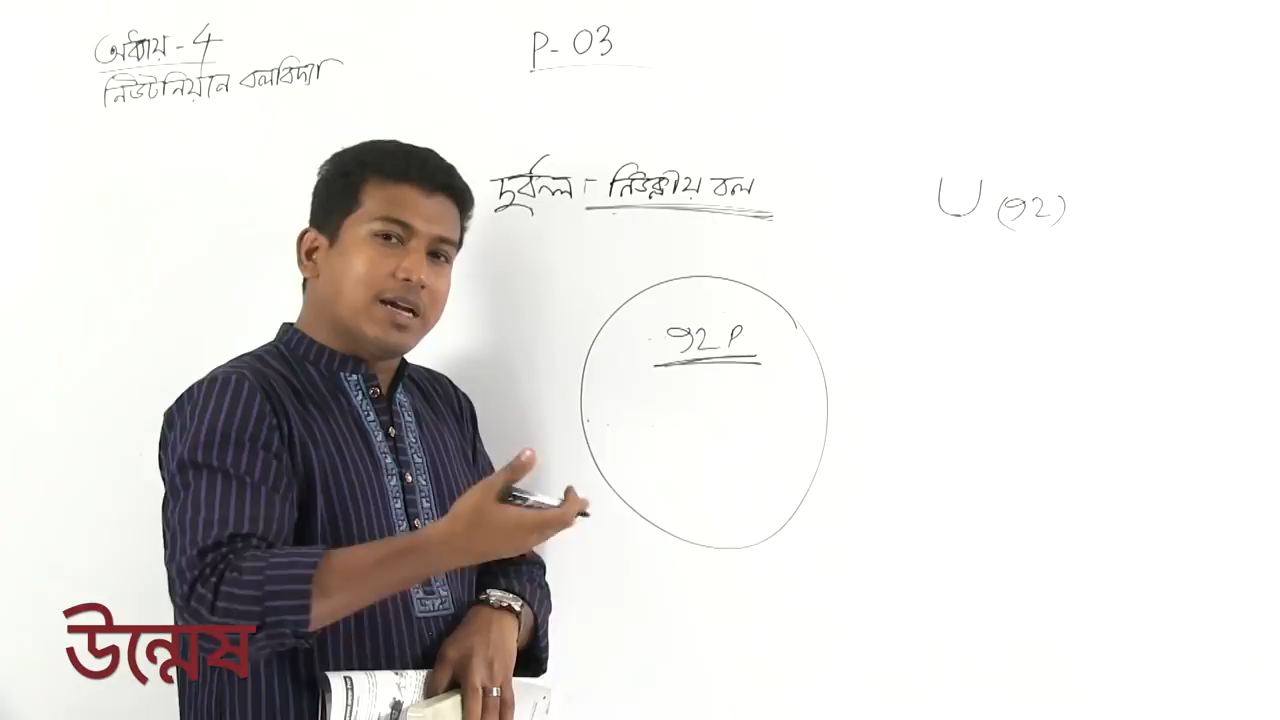 অধ্যায় - 4
নিউটনিয়ান বলবিদ্যা
P- 03
দুর্বল - নিউক্লীয় বল
U (92)
92 P
উন্মেষ